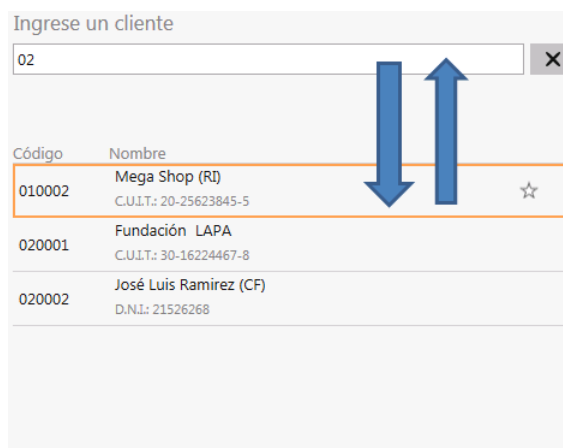 Ingrese un cliente
02
Código Nombre
010002 Mega Shop (RI)
C.U.I.T.: 20-25623845-5
020001 Fundación LAPA
C.U.I.T.: 30-16224467-8
020002 José Luis Ramirez (CF)
D.N.I.: 21526268